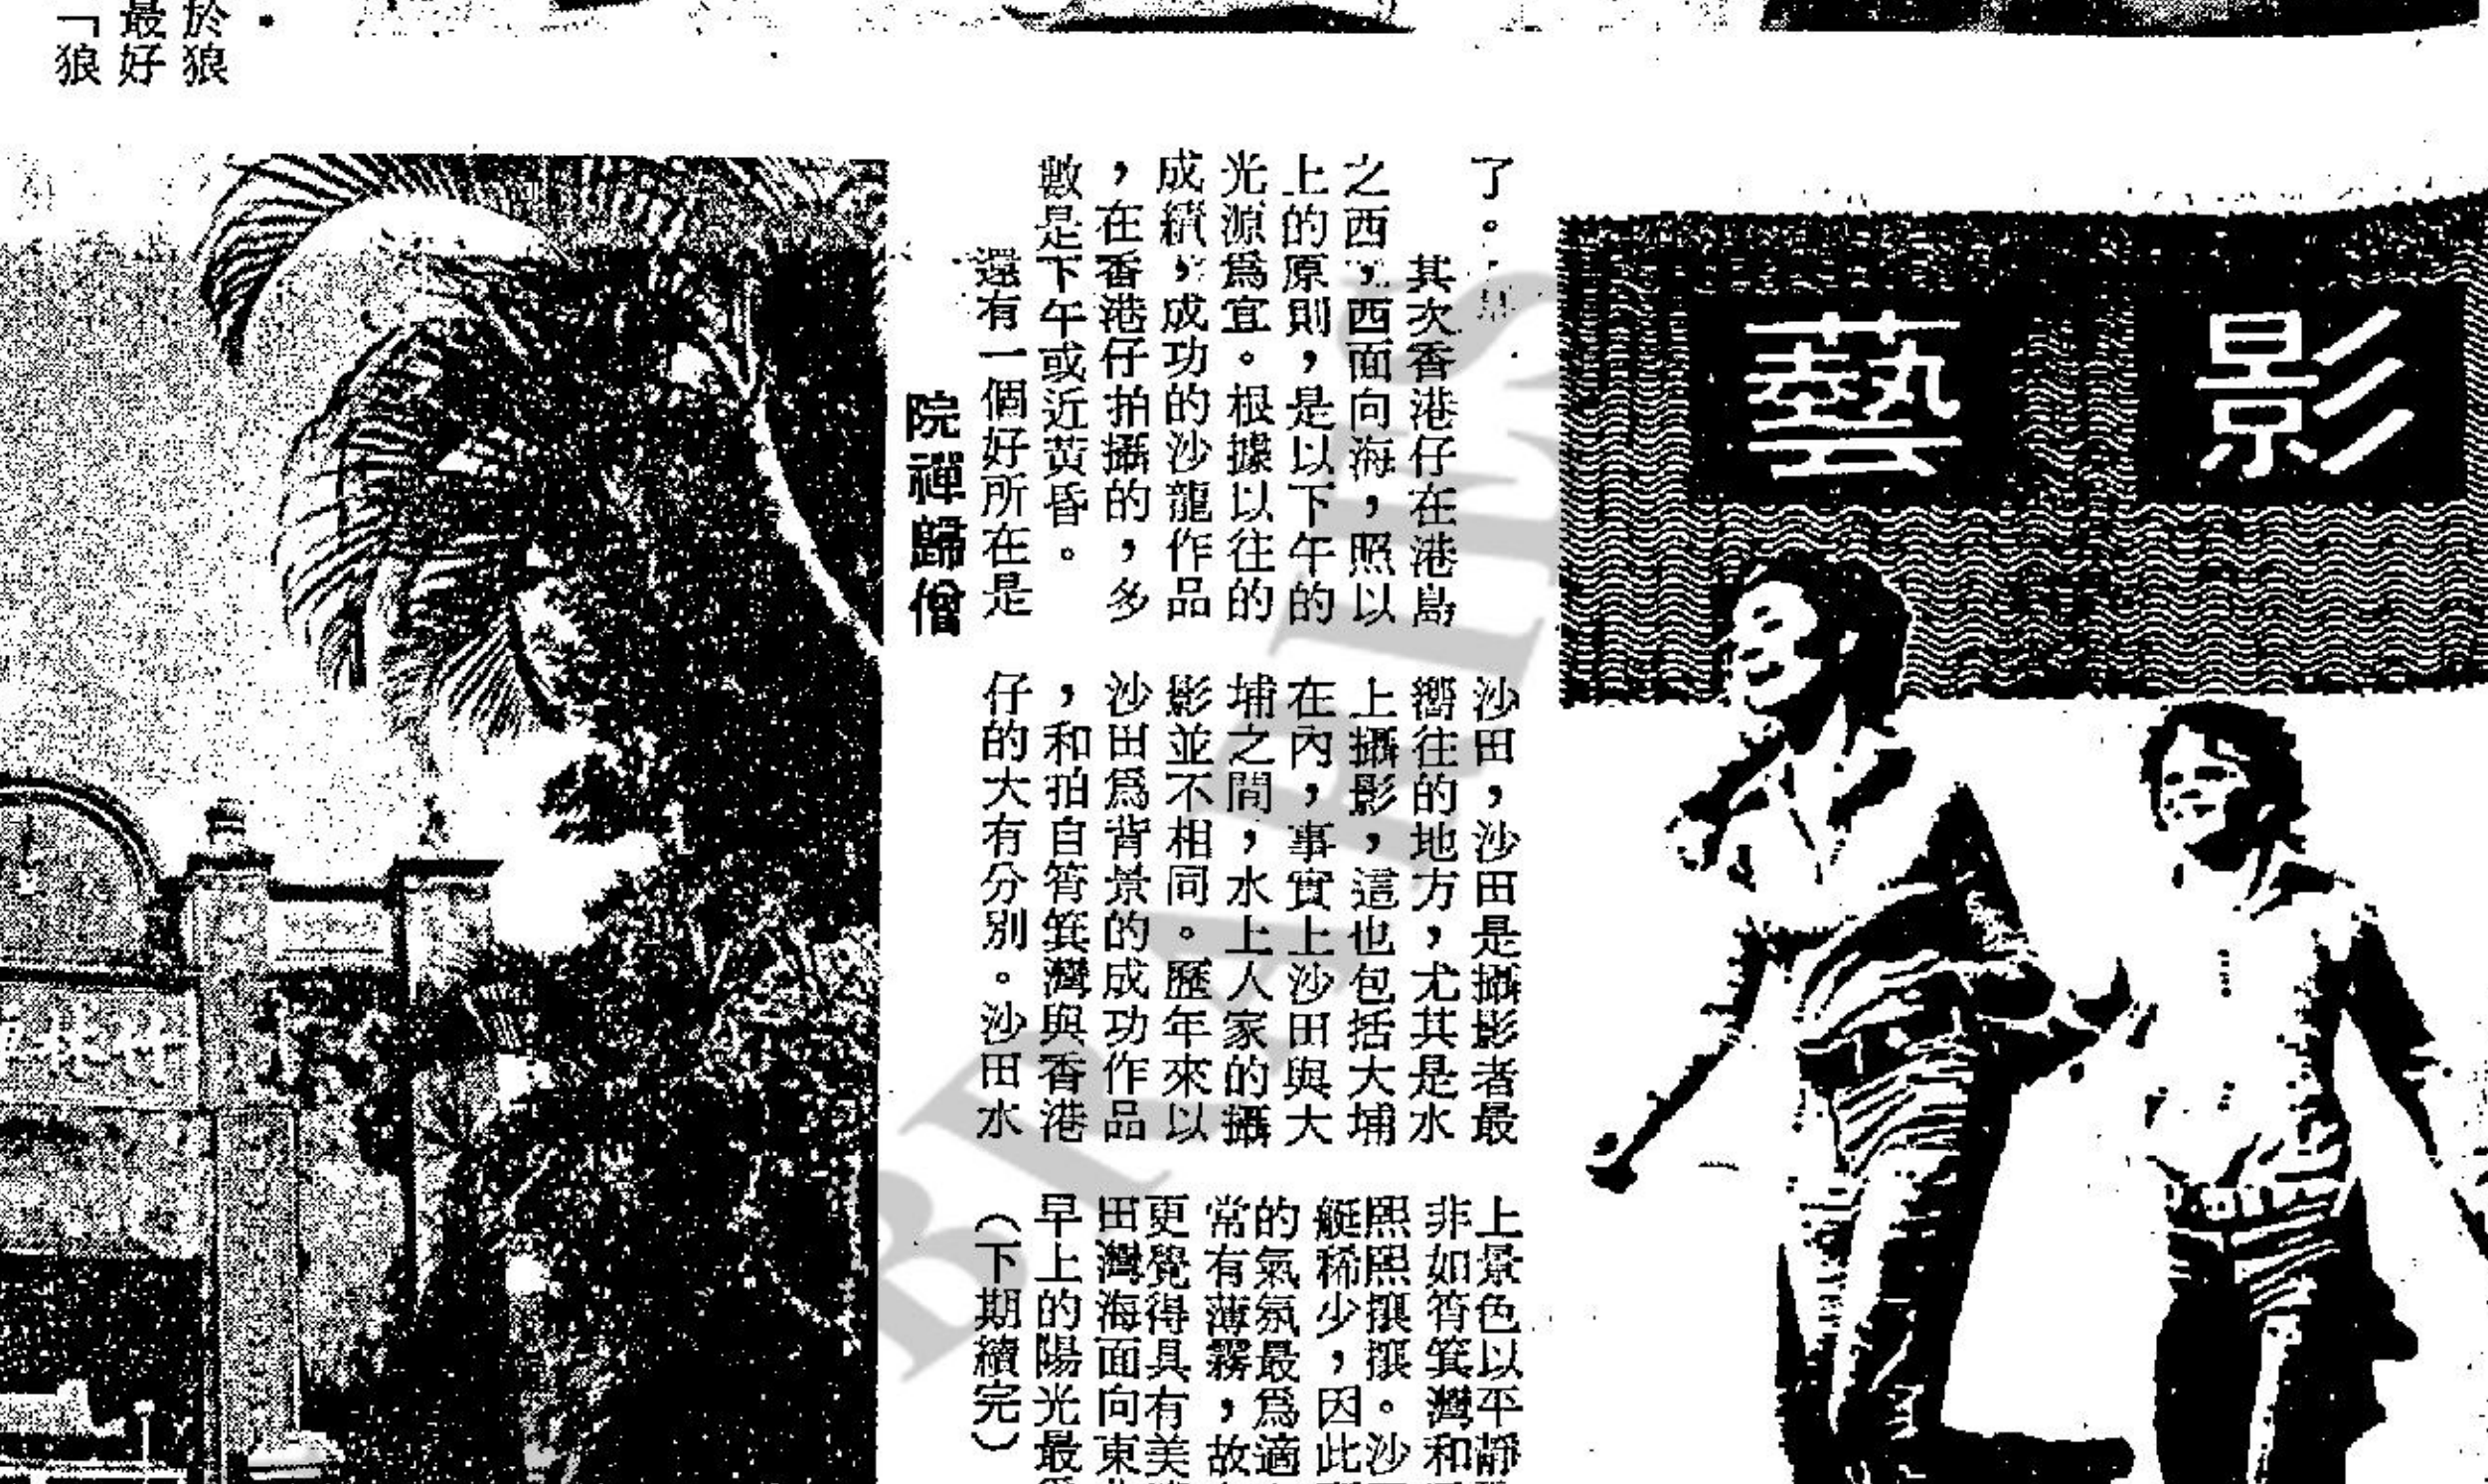 於狼
最好
「狼
影藝
了。
其次香港仔在港島
之西，西面向海，照以
上的原則，是以下午的
光源爲宜。根據以往的
成績，成功的沙龍作品
，在香港仔拍攝的，多
數是下午或近黃昏。
還有一個好所在是
沙田，沙田是攝影者最
嚮往的地方，尤其是水
上攝影，這也包括大埔
在內，事實上沙田與大
埔之間，水上人家的攝
影並不相同。歷年來以
沙田爲背景的成功作品
，和拍自筲箕灣與香港
仔的大有分別。沙田水
上景色以平靜
非如筲箕灣和
熙熙攘攘。沙
艇稀少，因此
的氣氛最爲適
常有薄霧，故
更覺得具有美
田灣海面向東
早上的陽光最
（下期續完）
院禪歸僧
竹林
BRARIES